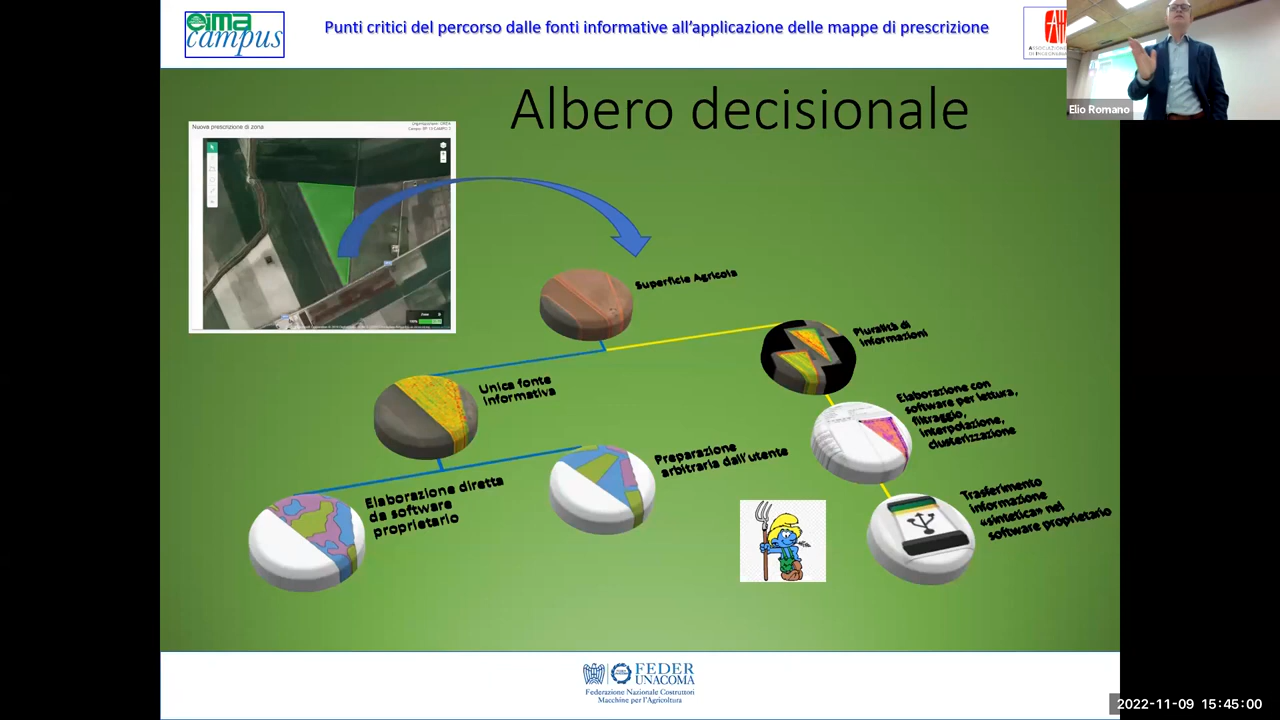 eima
campus
Punti critici del percorso dalle fonti informative all’applicazione delle mappe di prescrizione
Elio Romano
Albero decisionale
Nuova prescrizione di zona
Superficie Agricola
Pluralità di
informazioni
Unica fonte
informativa
Elaborazione con
software per lettura,
filtraggio,
interpolazione,
clusterizzazione
Preparazione
arbitraria dall'utente
Elaborazione diretta
da software
proprietario
Trasferimento
informazione
«sintetica» nel
software proprietario
FEDER
UNACOMA
Federazione Nazionale Costruttori
Macchine per l'Agricoltura
2022-11-09 15:45:00